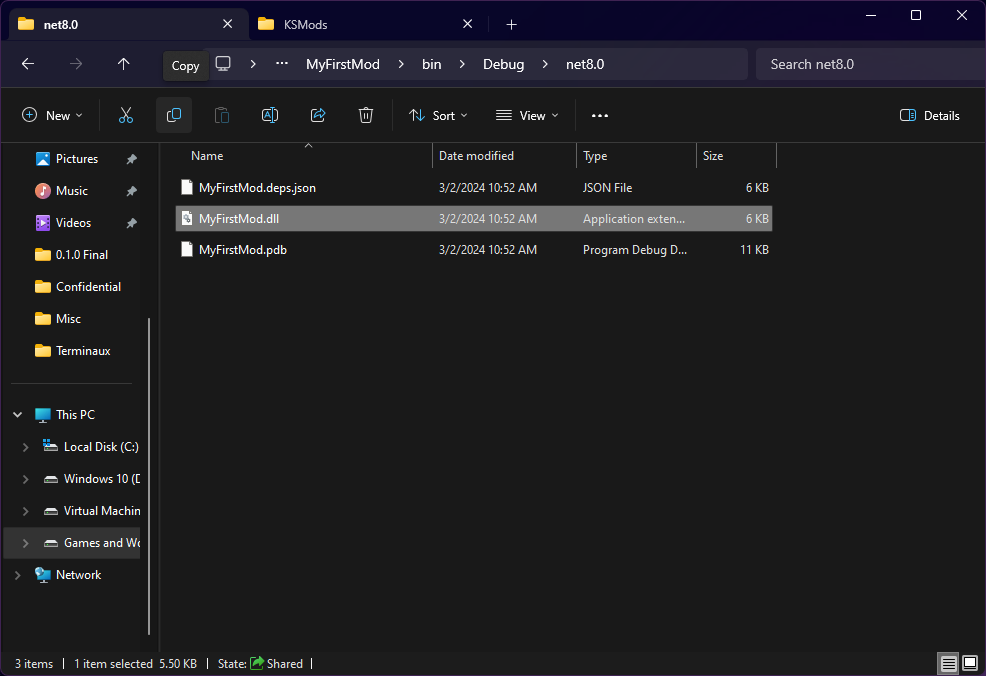 net8.0
KSMods
Copy
MyFirstMod
bin
Debug
net8.0
Search net8.0
New
Sort
View
Details
Pictures
Music
Videos
0.1.0 Final
Confidential
Misc
Terminaux
This PC
Local Disk (C:)
Windows 10 (D
Virtual Machin
Games and Wo
Network
Name Date modified Type Size
MyFirstMod.deps.json 3/2/2024 10:52 AM JSON File 6 KB
MyFirstMod.dll 3/2/2024 10:52 AM Application exten... 6 KB
MyFirstMod.pdb 3/2/2024 10:52 AM Program Debug D... 11 KB
3 items | 1 item selected 5.50 KB | State: Shared |